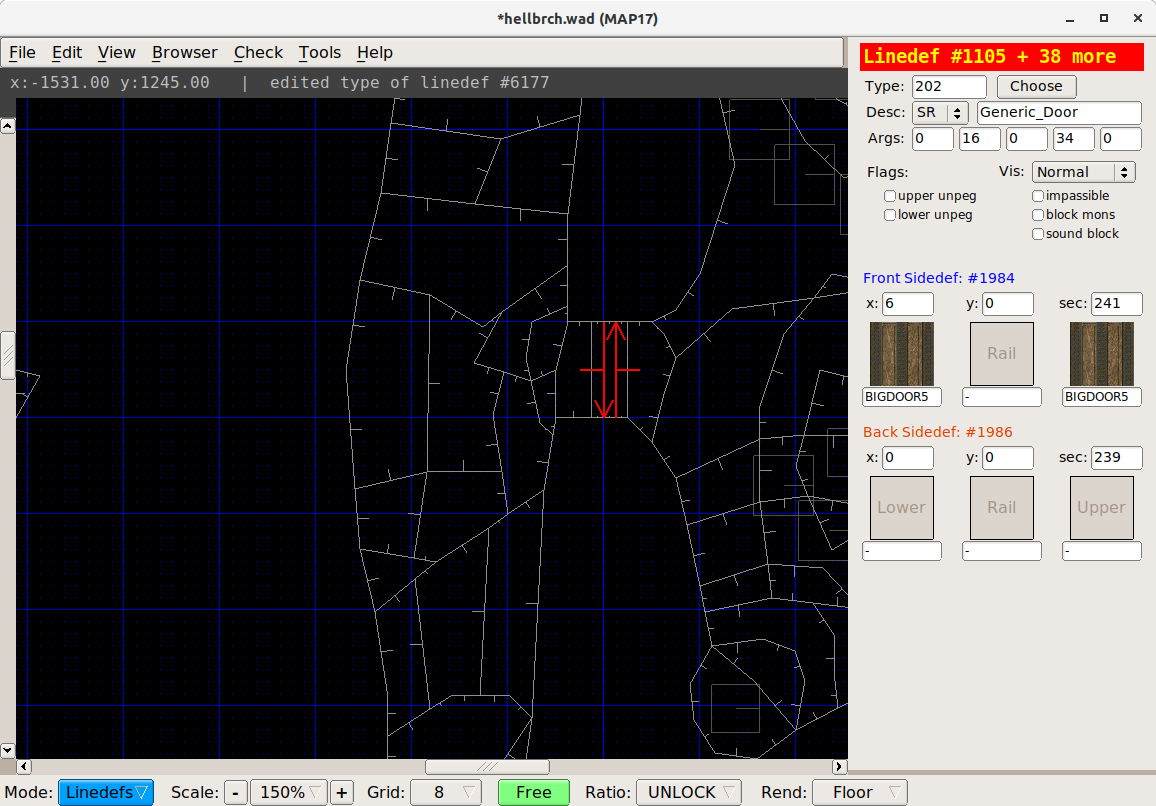 *hellbrch.wad (MAP17)
File Edit View Browser Check Tools Help
x:-1531.00 y:1245.00 | edited type of linedef #6177
Linedef #1105 + 38 more
Type: 202 Choose
Desc: SR Generic_Door
Args: 0 16 0 34 0
Flags: Vis: Normal
upper unpeg impassible
lower unpeg block mons
sound block
Front Sidedef: #1984
x: 6 y: 0 sec: 241
Rail
BIGDOOR5 - BIGDOOR5
Back Sidedef: #1986
x: 0 y: 0 sec: 239
Lower Rail Upper
- - -
Mode: Linedefs Scale: - 150% + Grid: 8 Free Ratio: UNLOCK Rend: Floor